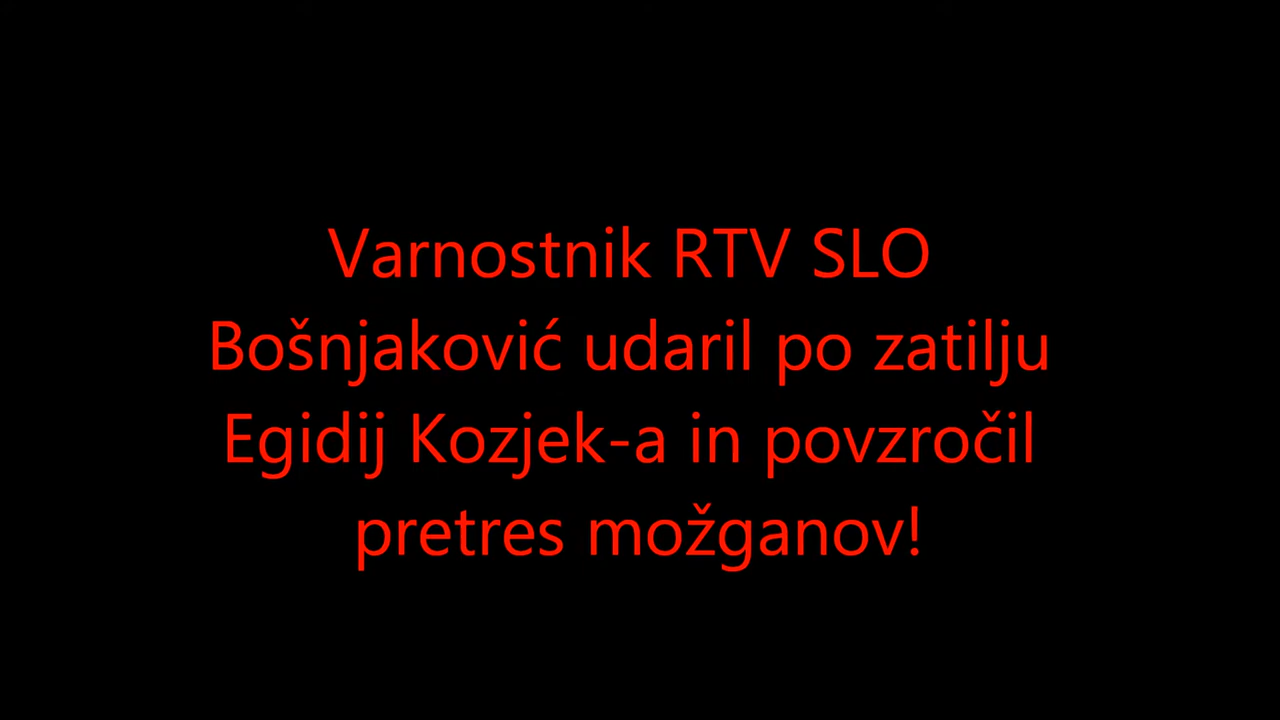 Varnostnik RTV SLO
Bošnjaković udaril po zatilju
Egidij Kozjek-a in povzročil
pretres možganov!